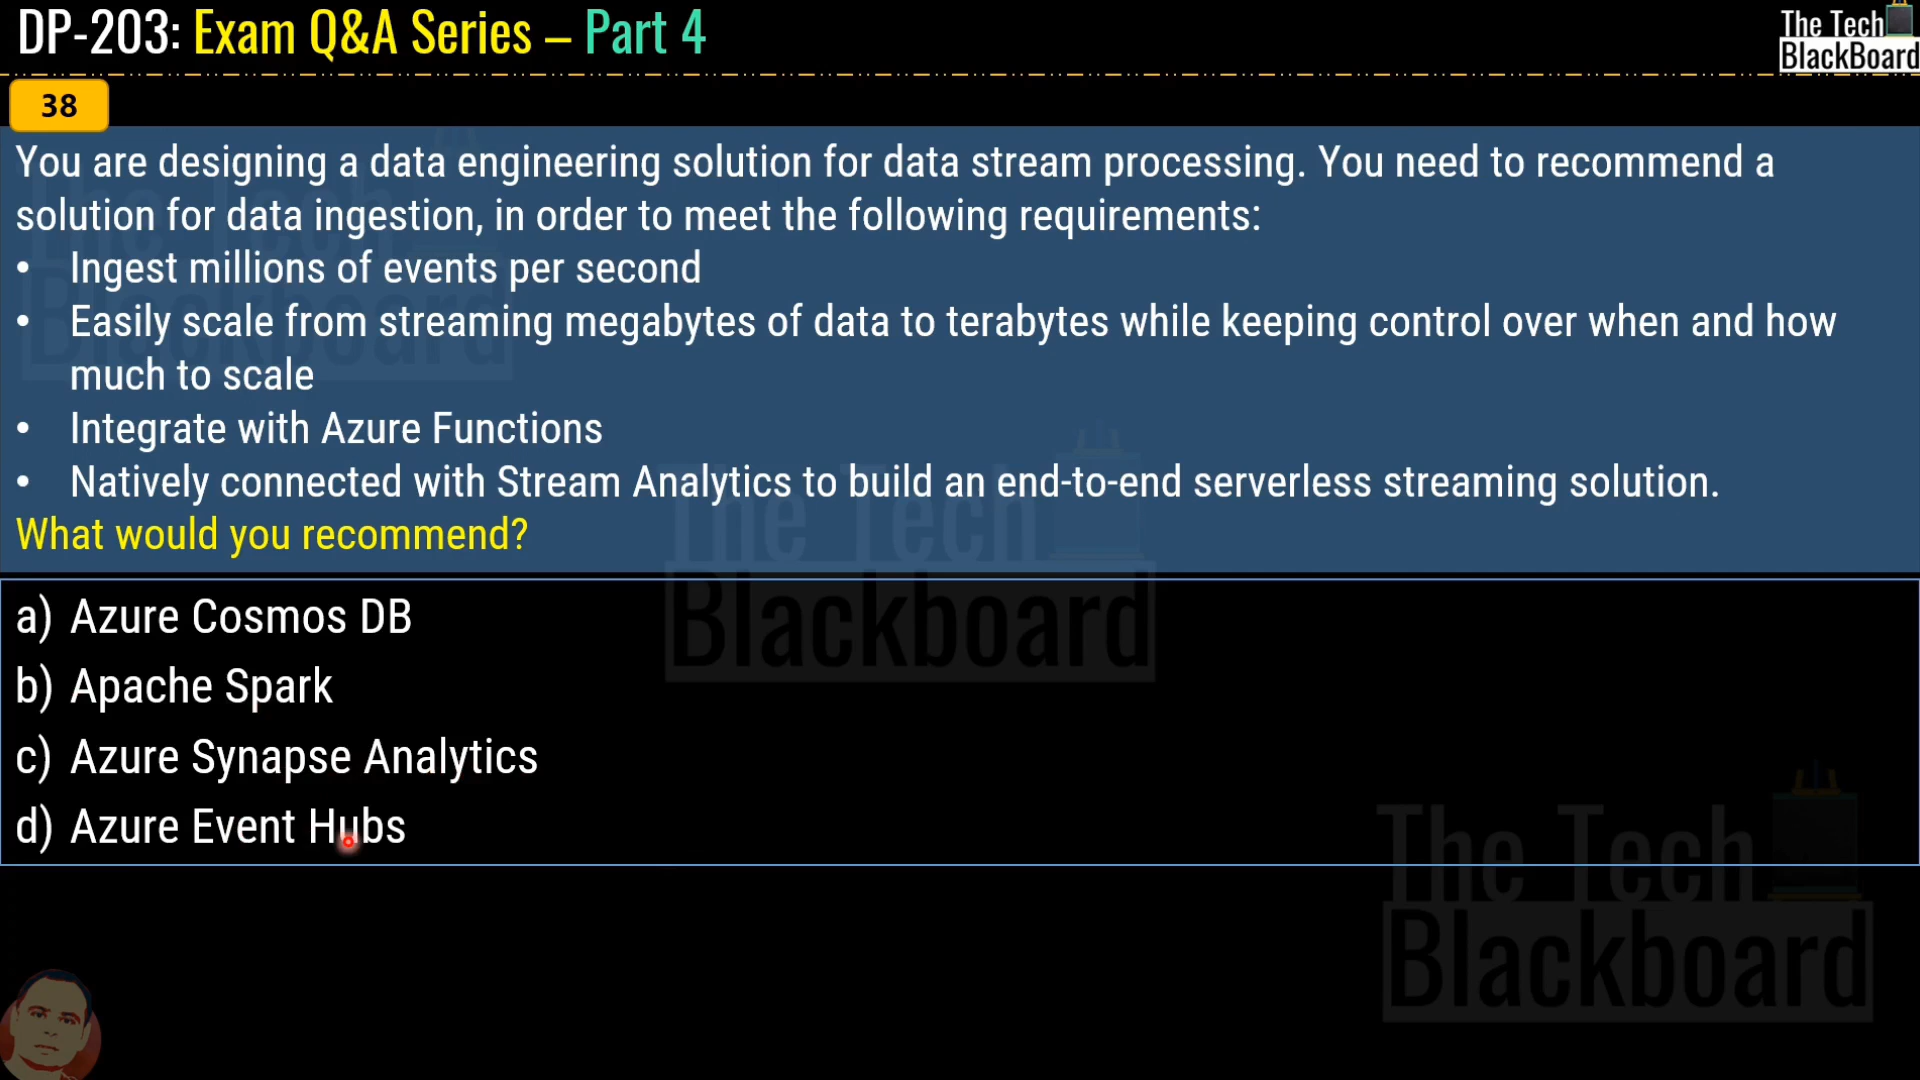 DP-203: Exam Q&A Series – Part 4
The Tech
BlackBoard
38
You are designing a data engineering solution for data stream processing. You need to recommend a
solution for data ingestion, in order to meet the following requirements:
• Ingest millions of events per second
• Easily scale from streaming megabytes of data to terabytes while keeping control over when and how
much to scale
• Integrate with Azure Functions
• Natively connected with Stream Analytics to build an end-to-end serverless streaming solution.
What would you recommend?
a) Azure Cosmos DB
b) Apache Spark
c) Azure Synapse Analytics
d) Azure Event Hubs
The Tech
Blackboard
The Tech
Blackboard
The Tech
Blackboard